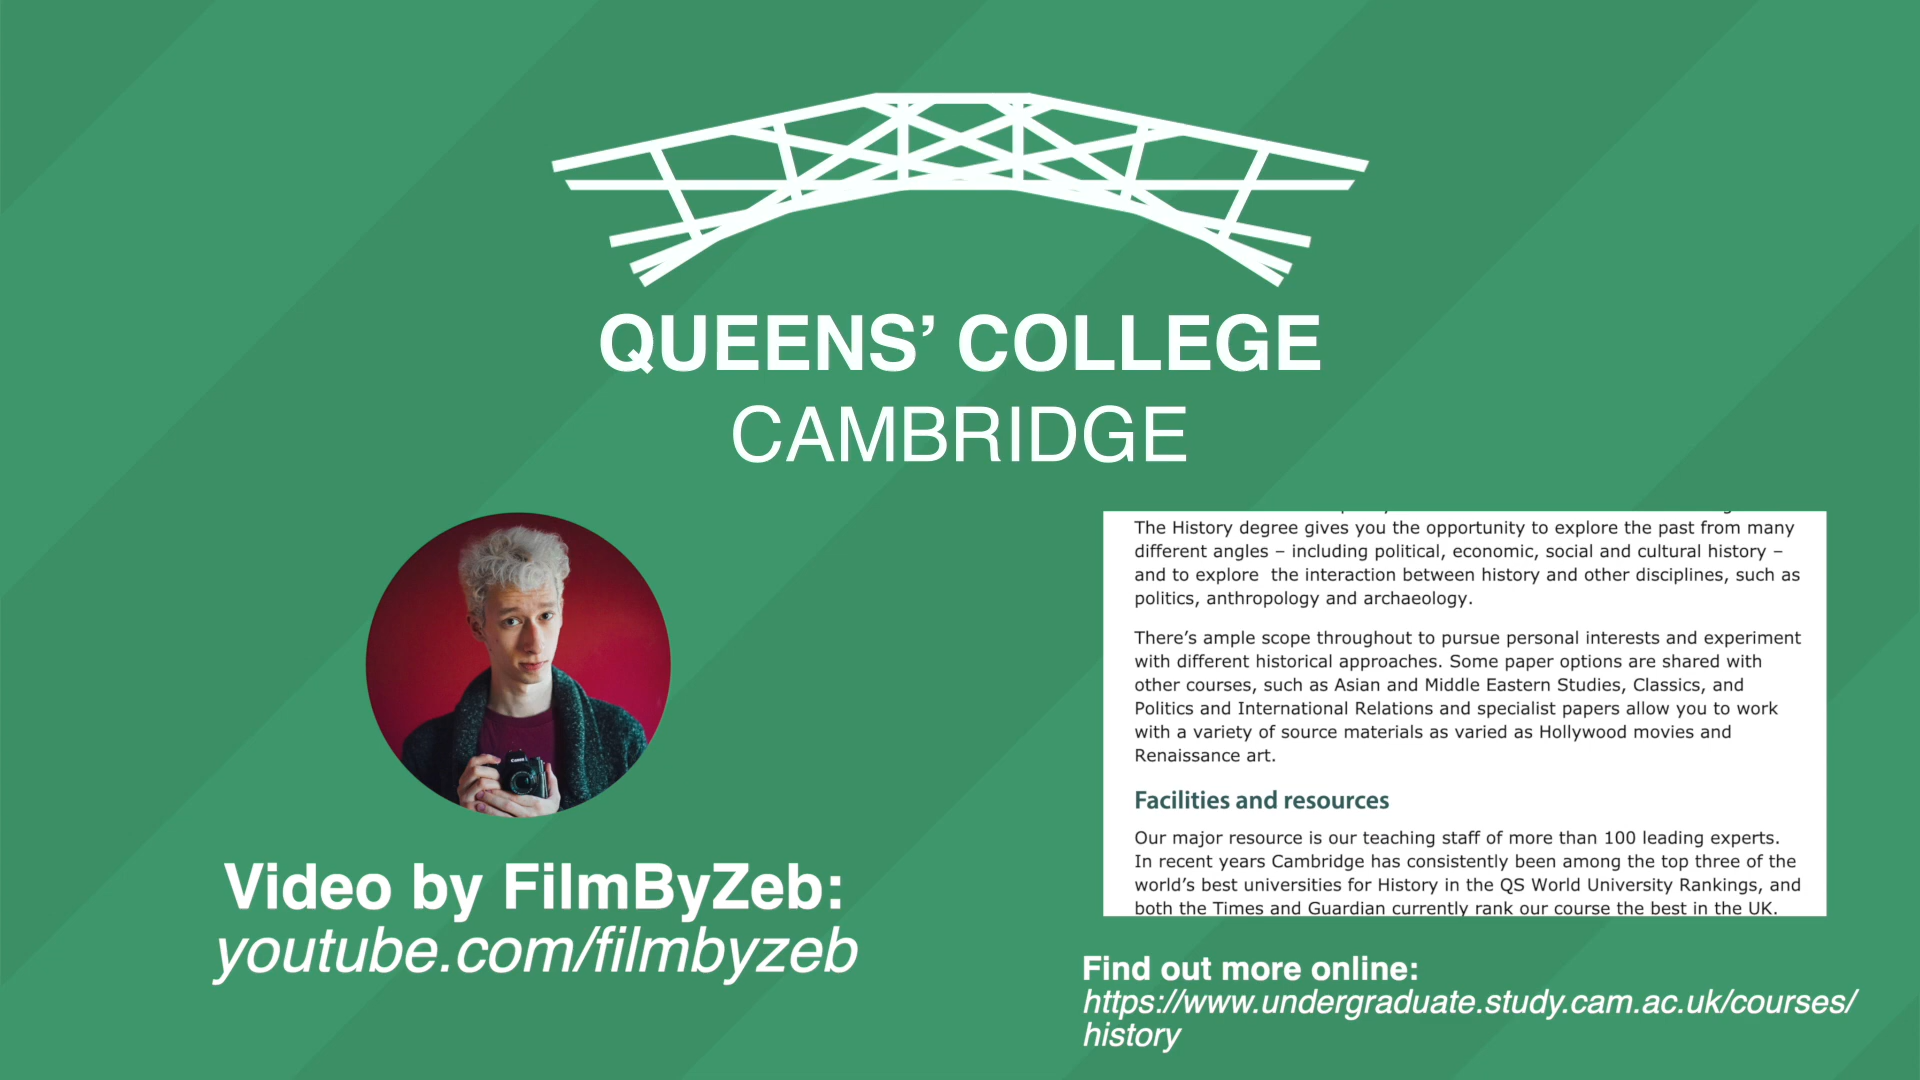 QUEENS’ COLLEGE
CAMBRIDGE
Canon
Video by FilmByZeb:
youtube.com/filmbyzeb
The History degree gives you the opportunity to explore the past from many
different angles – including political, economic, social and cultural history –
and to explore  the interaction between history and other disciplines, such as
politics, anthropology and archaeology.
There’s ample scope throughout to pursue personal interests and experiment
with different historical approaches. Some paper options are shared with
other courses, such as Asian and Middle Eastern Studies, Classics, and
Politics and International Relations and specialist papers allow you to work
with a variety of source materials as varied as Hollywood movies and
Renaissance art.
Facilities and resources
Our major resource is our teaching staff of more than 100 leading experts.
In recent years Cambridge has consistently been among the top three of the
world’s best universities for History in the QS World University Rankings, and
both the Times and Guardian currently rank our course the best in the UK.
Find out more online:
https://www.undergraduate.study.cam.ac.uk/courses/
history